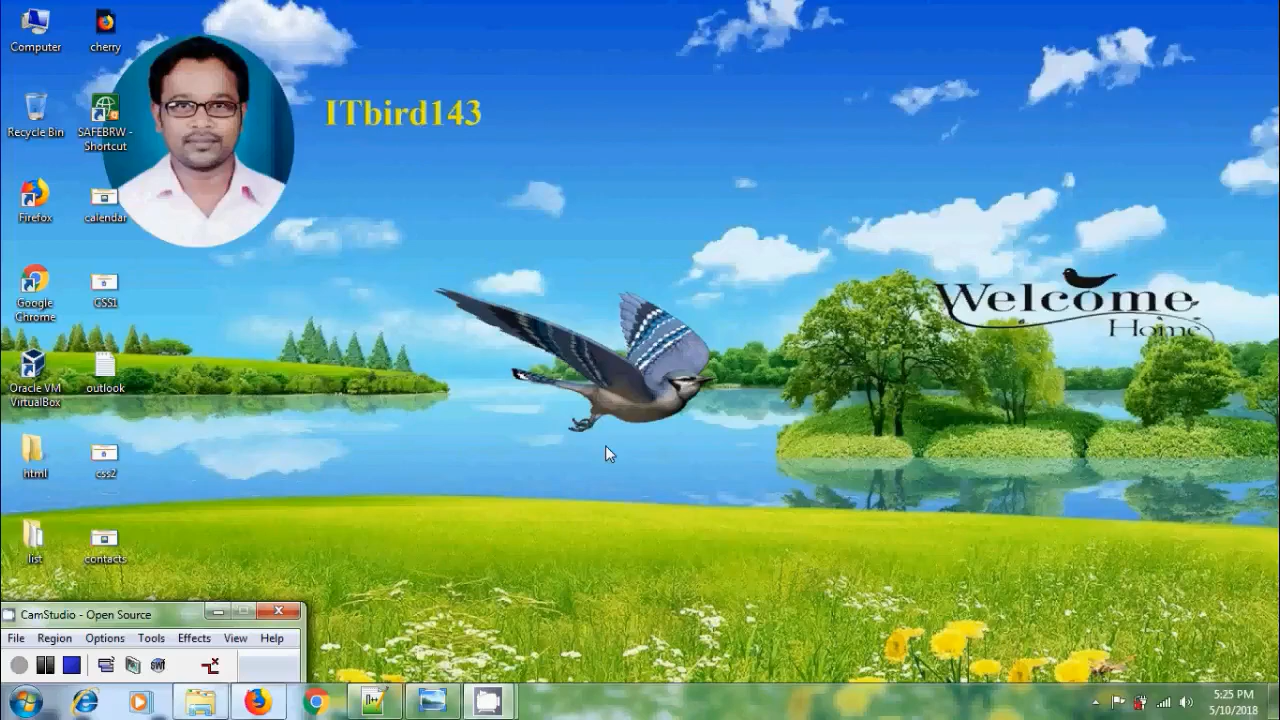 Computer
cherry
ITbird143
Recycle Bin
SAFEBRW -
Shortcut
Firefox
calendar
Welcome
Home
Google
Chrome
CSS1
Oracle VM
VirtualBox
outlook
html
css2
list
contacts
CamStudio - Open Source
File Region Options Tools Effects View Help
5:25 PM
5/10/2018